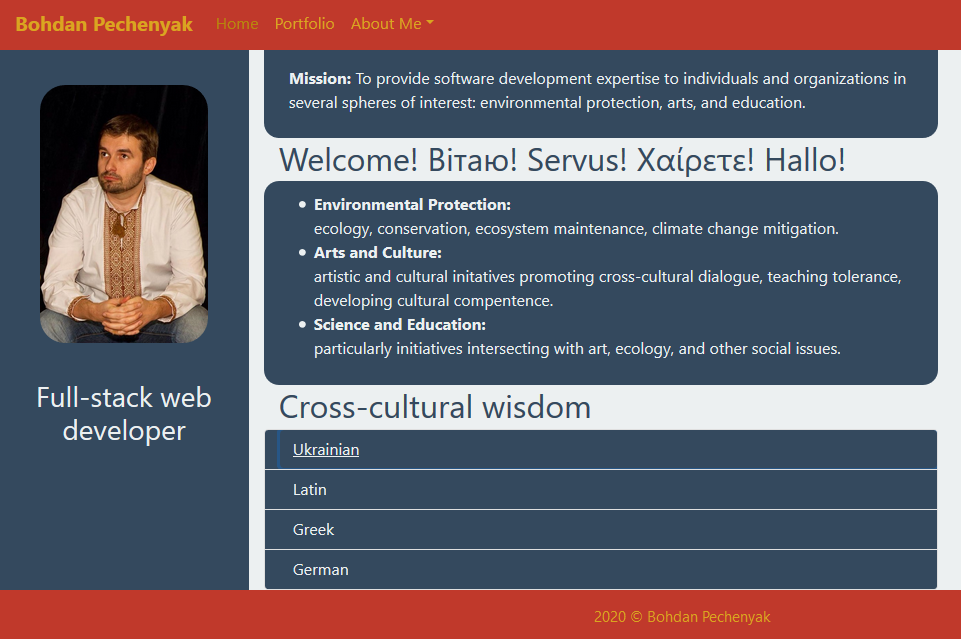 Bohdan Pechenyak Home Portfolio About Me
Mission: To provide software development expertise to individuals and organizations in
several spheres of interest: environmental protection, arts, and education.
Welcome! Вітаю! Servus! Χαίρετε! Hallo!
Environmental Protection:
ecology, conservation, ecosystem maintenance, climate change mitigation.
Arts and Culture:
artistic and cultural initatives promoting cross-cultural dialogue, teaching tolerance,
developing cultural compentence.
Science and Education:
particularly initiatives intersecting with art, ecology, and other social issues.
Full-stack web
developer
Cross-cultural wisdom
Ukrainian
Latin
Greek
German
2020 © Bohdan Pechenyak